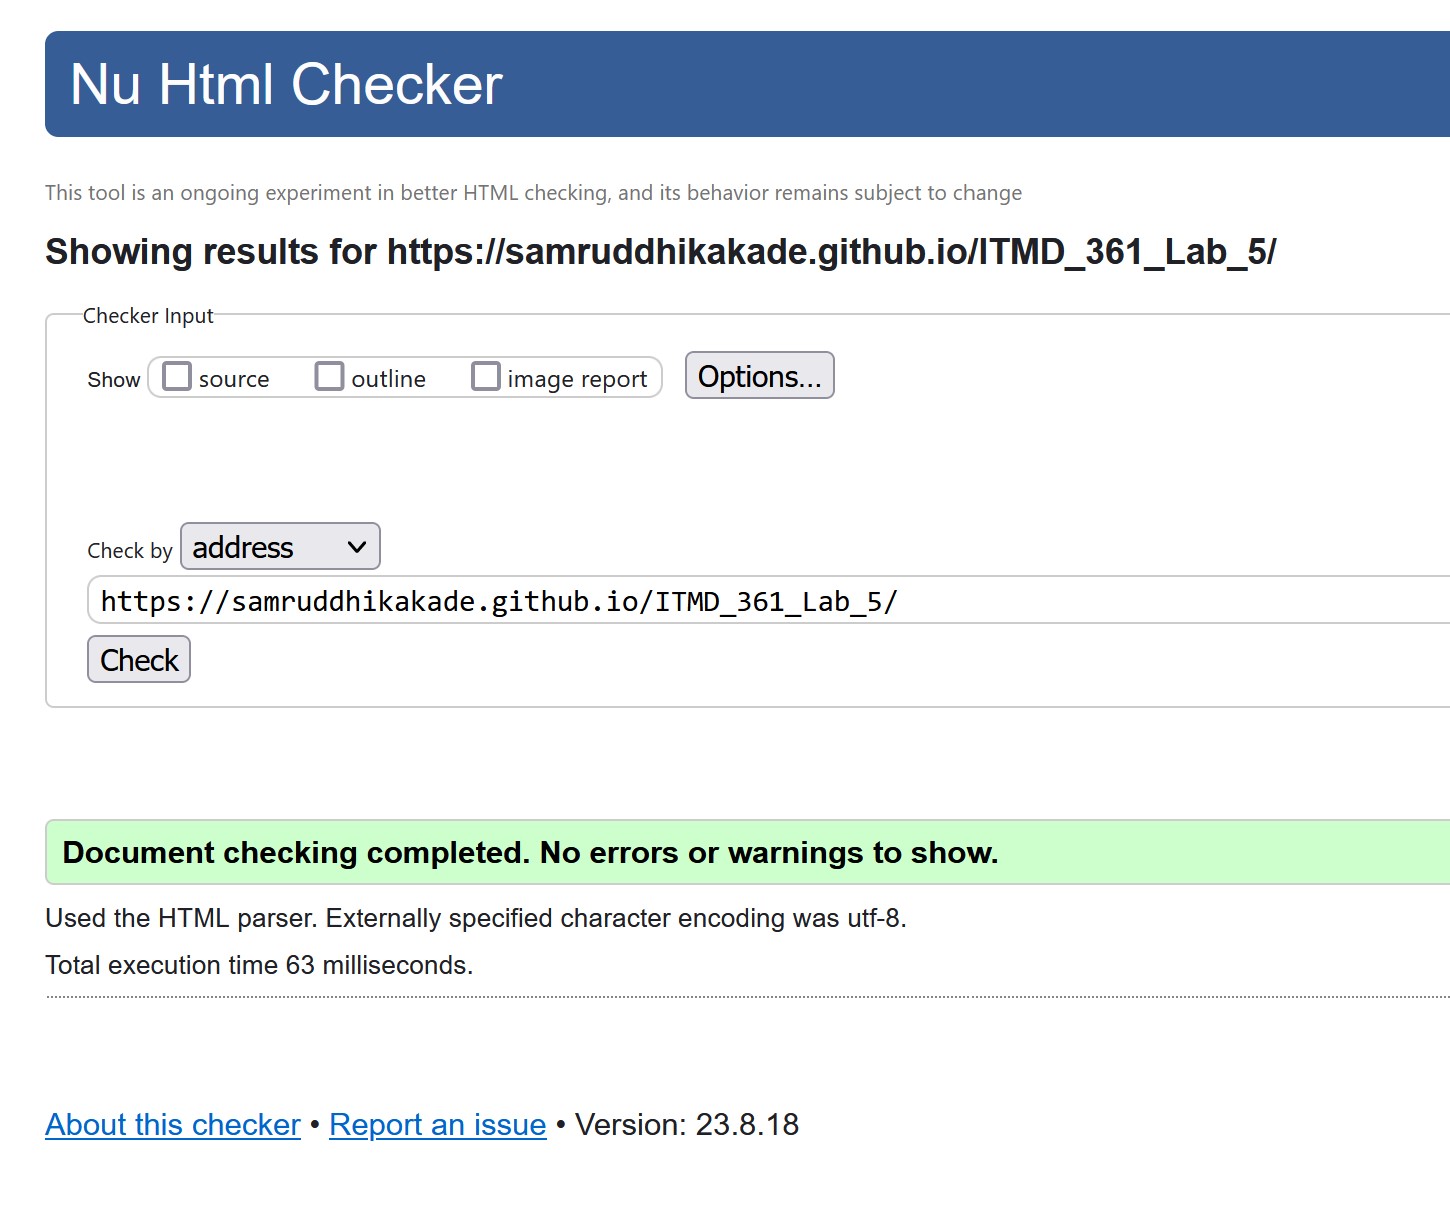 Nu Html Checker
This tool is an ongoing experiment in better HTML checking, and its behavior remains subject to change
Showing results for https://samruddhikakade.github.io/ITMD_361_Lab_5/
Checker Input
Show source outline image report Options...
Check by address
https://samruddhikakade.github.io/ITMD_361_Lab_5/
Check
Document checking completed. No errors or warnings to show.
Used the HTML parser. Externally specified character encoding was utf-8.
Total execution time 63 milliseconds.
About this checker • Report an issue • Version: 23.8.18